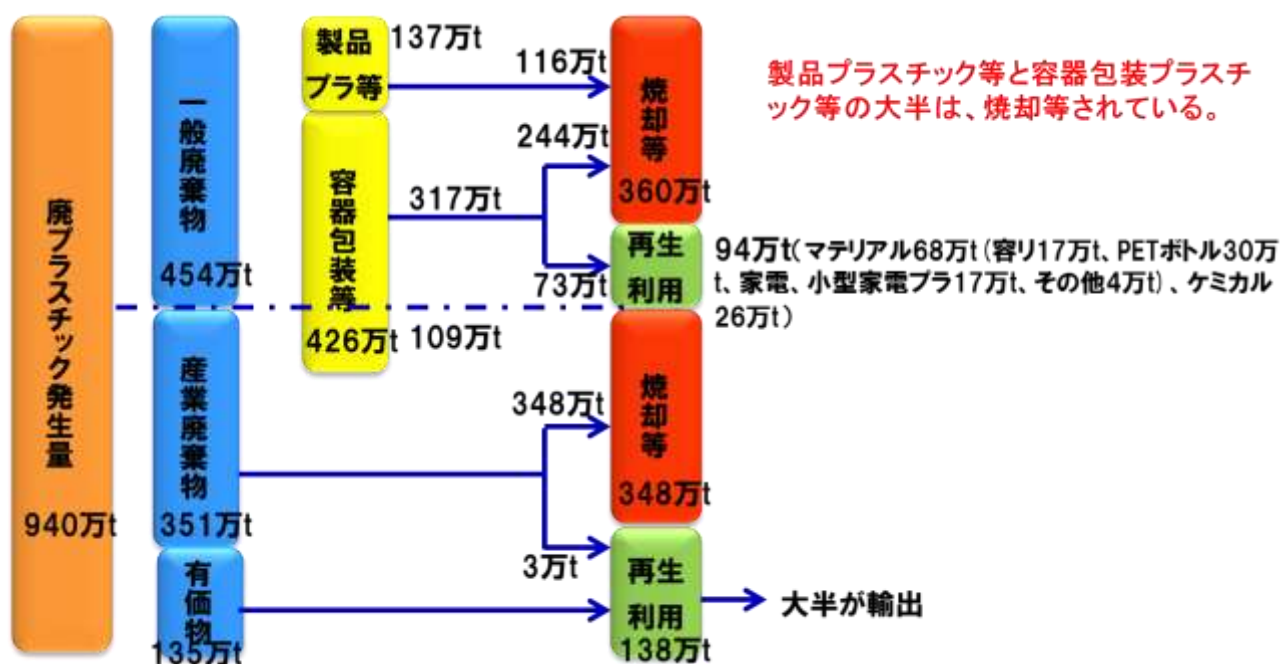 廃プラスチック発生量
940万t
一般廃棄物
454万t
産業廃棄物
351万t
有価物
135万t
製品
プラ等
137万t
容器包装等
426万t
317万t
109万t
116万t
244万t
73万t
348万t
3万t
焼却等
360万t
再生
利用
焼却等
348万t
再生
利用
138万t
製品プラスチック等と容器包装プラスチ
ック等の大半は、焼却等されている。
94万t(マテリアル68万t(容リ17万t、PETボトル30万
t、家電、小型家電プラ17万t、その他4万t)、ケミカル
26万t)
大半が輸出